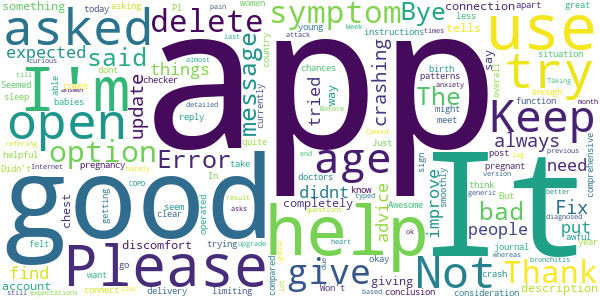 something
today
asking
Pl
symptom
Bye
connection
apart
great
asked
delete
message
instructions
less
young
women
pain
country
attack
Week
almost
times
tells
situation
Taking
say
use
curious
able
answer
dont
till
expected
said
things
Seemed
sleep
checker
babies
I'm
update
app
It
try
tried
chances
way
crashing
The
birth
patterns
anxiety
might
meet
overall
enough
function
Cannot
month
open
option
Error
reply
quite
currently
detailed
Before
Just
always
Keep
post
sign
version
pregnant
need
comprehensive
previous
refering
helpful
Didn't
Internet
barely
pregnancy
COPD
In
take
age
didnt
end
doctors
questions
typed
Awesome
ok
advice
improve
smoothly
bad
people
Fix
put
think
But
better
generic
diagnosed
year
awful
good
getting
seem
clear
operated
result
asks
upgrade
chest
felt
discomfort
completely
know
heart
okay
help
Not
Thank
Please
find
account
still
expectations
want
connect
go
trying
limiting
compared
Won't
due
based
give
giving
conclusion
crash
journal
whereas
bronchitis
consideration
description
delivery